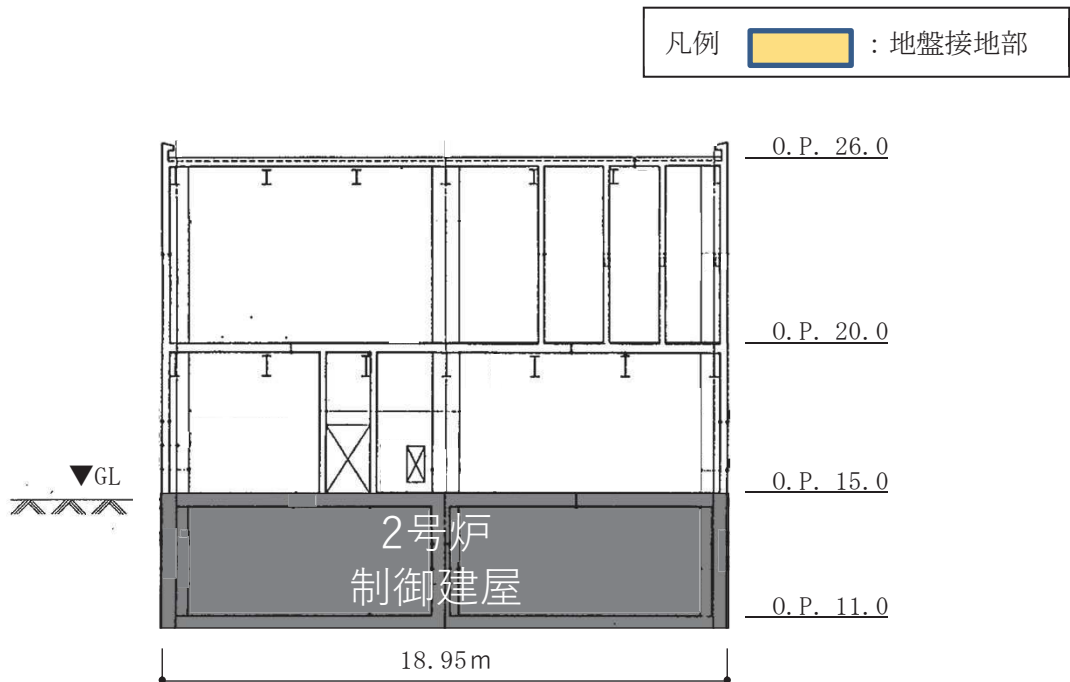 凡例 : 地盤接地部
O.P. 26.0
O.P. 20.0
▼GL
O.P. 15.0
2号炉
制御建屋
O.P. 11.0
18.95m